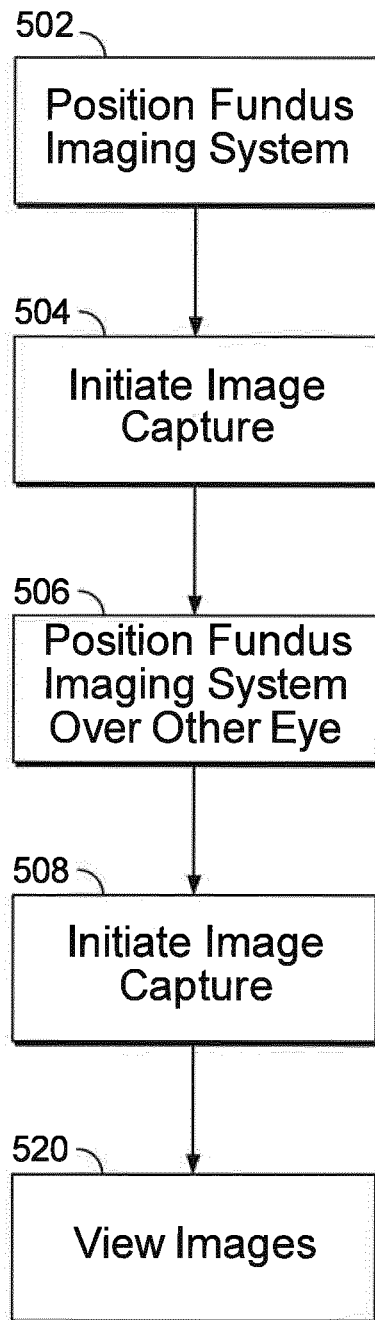 502
Position Fundus
Imaging System
504
Initiate Image
Capture
506
Position Fundus
Imaging System
Over Other Eye
508
Initiate Image
Capture
520
View Images